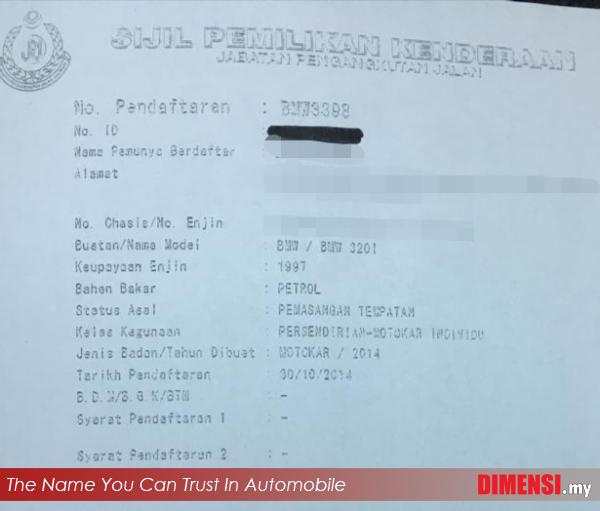 SIJIL PEMILIKAN KENDERAAN
JABATAN PENGANGKUTAN JALAN
No. Pendaftaran : BMW3398
No. ID :
Nama Pemunya Berdaftar
Alamat
No. Chasis/No. Enjin
Buatan/Nama Model : BMW / BMW 320i
Keupayaan Enjin : 1997
Bahan Bakar : PETROL
Status Asal : PEMASANGAN TEMPATAN
Kelas Kegunaan : PERSENDIRIAN-MOTOKAR INDIVIDU
Jenis Badan/Tahun Dibuat : MOTOKAR / 2014
Tarikh Pendaftaran : 30/10/2014
B.D.M/B.G.K/BTM : -
Syarat Pendaftaran 1 : -
Syarat Pendaftaran 2 : -
The Name You Can Trust In Automobile
DIMENSI.my